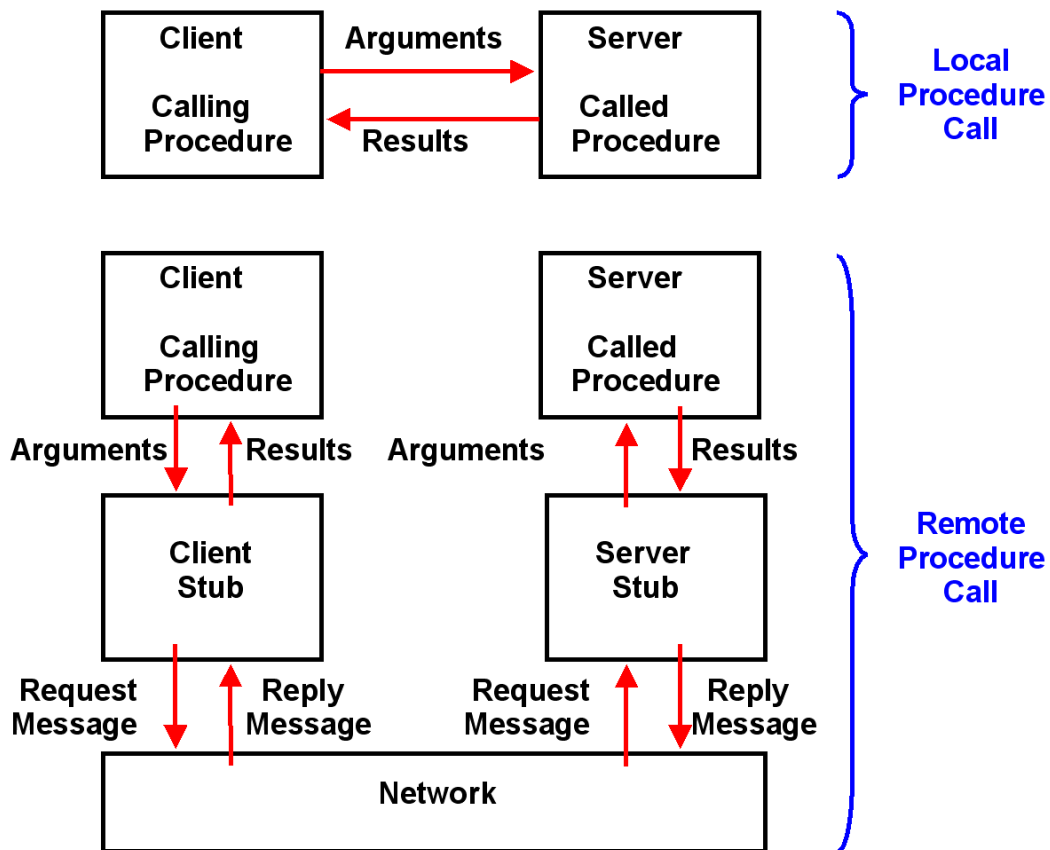 Client
Arguments
Server
Calling
Procedure
Results
Called
Procedure
Local
Procedure
Call
Client
Calling
Procedure
Server
Called
Procedure
Arguments
Results
Arguments
Results
Client
Stub
Server
Stub
Remote
Procedure
Call
Request
Message
Reply
Message
Request
Message
Reply
Message
Network